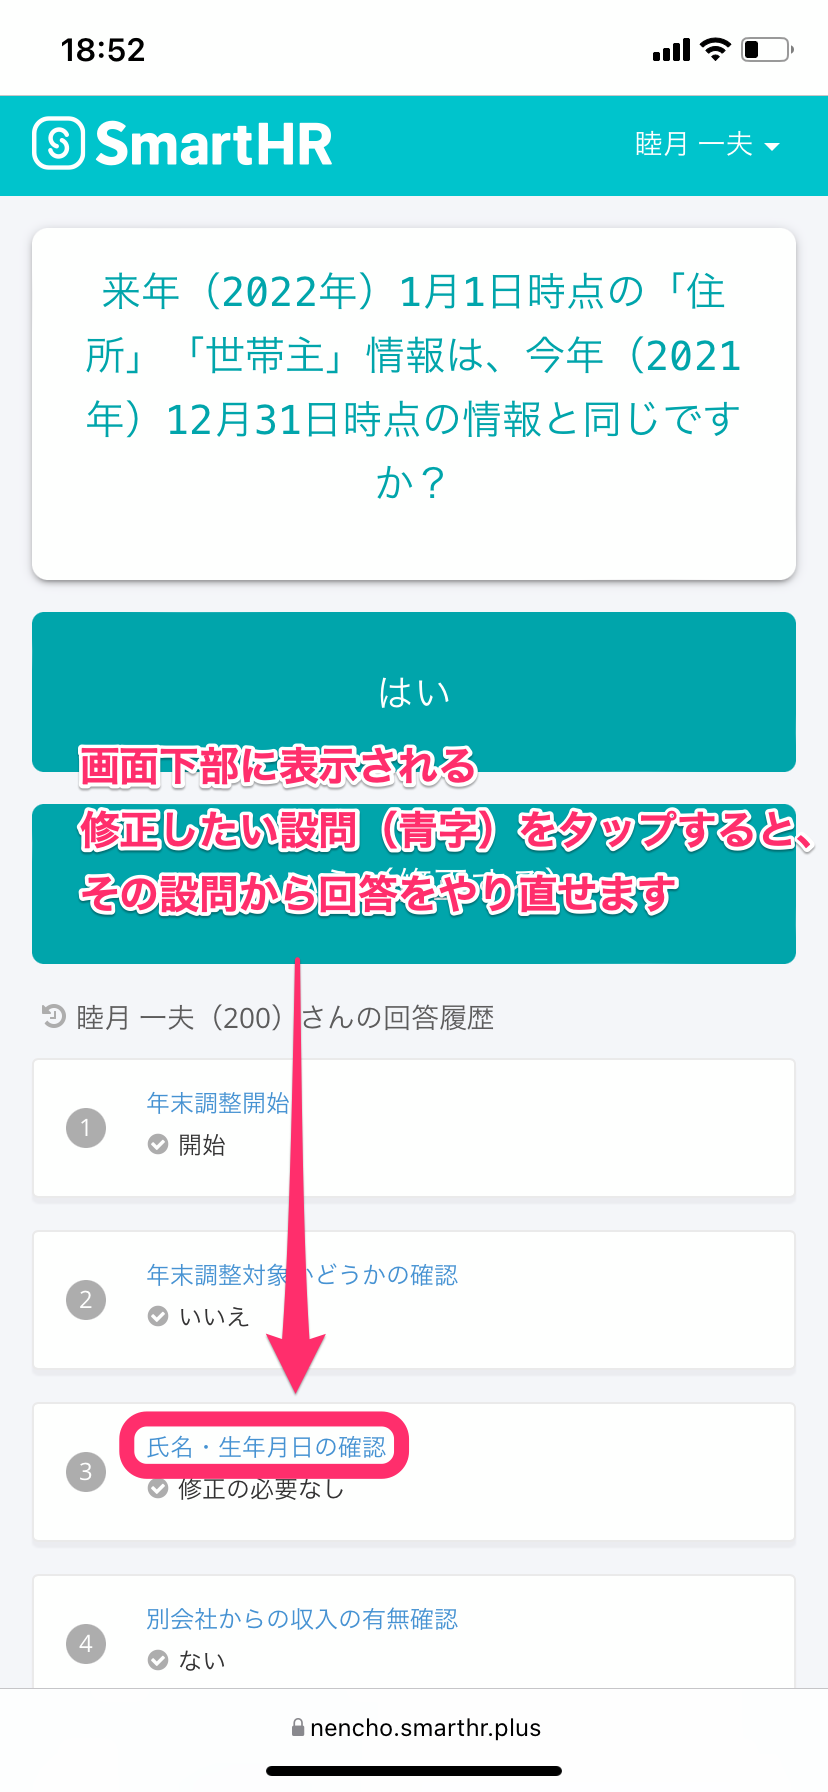 18:52
SmartHR
睦月 一夫
来年（2022年）1月1日時点の「住
所」「世帯主」情報は、今年（2021
年）12月31日時点の情報と同じです
か？
はい
画面下部に表示される
修正したい設問（青字）をタップすると、
その設問から回答をやり直せます
睦月 一夫（200）さんの回答履歴
1
年末調整開始
開始
2
年末調整対象かどうかの確認
いいえ
3
氏名・生年月日の確認
修正の必要なし
4
別会社からの収入の有無確認
ない
nencho.smarthr.plus